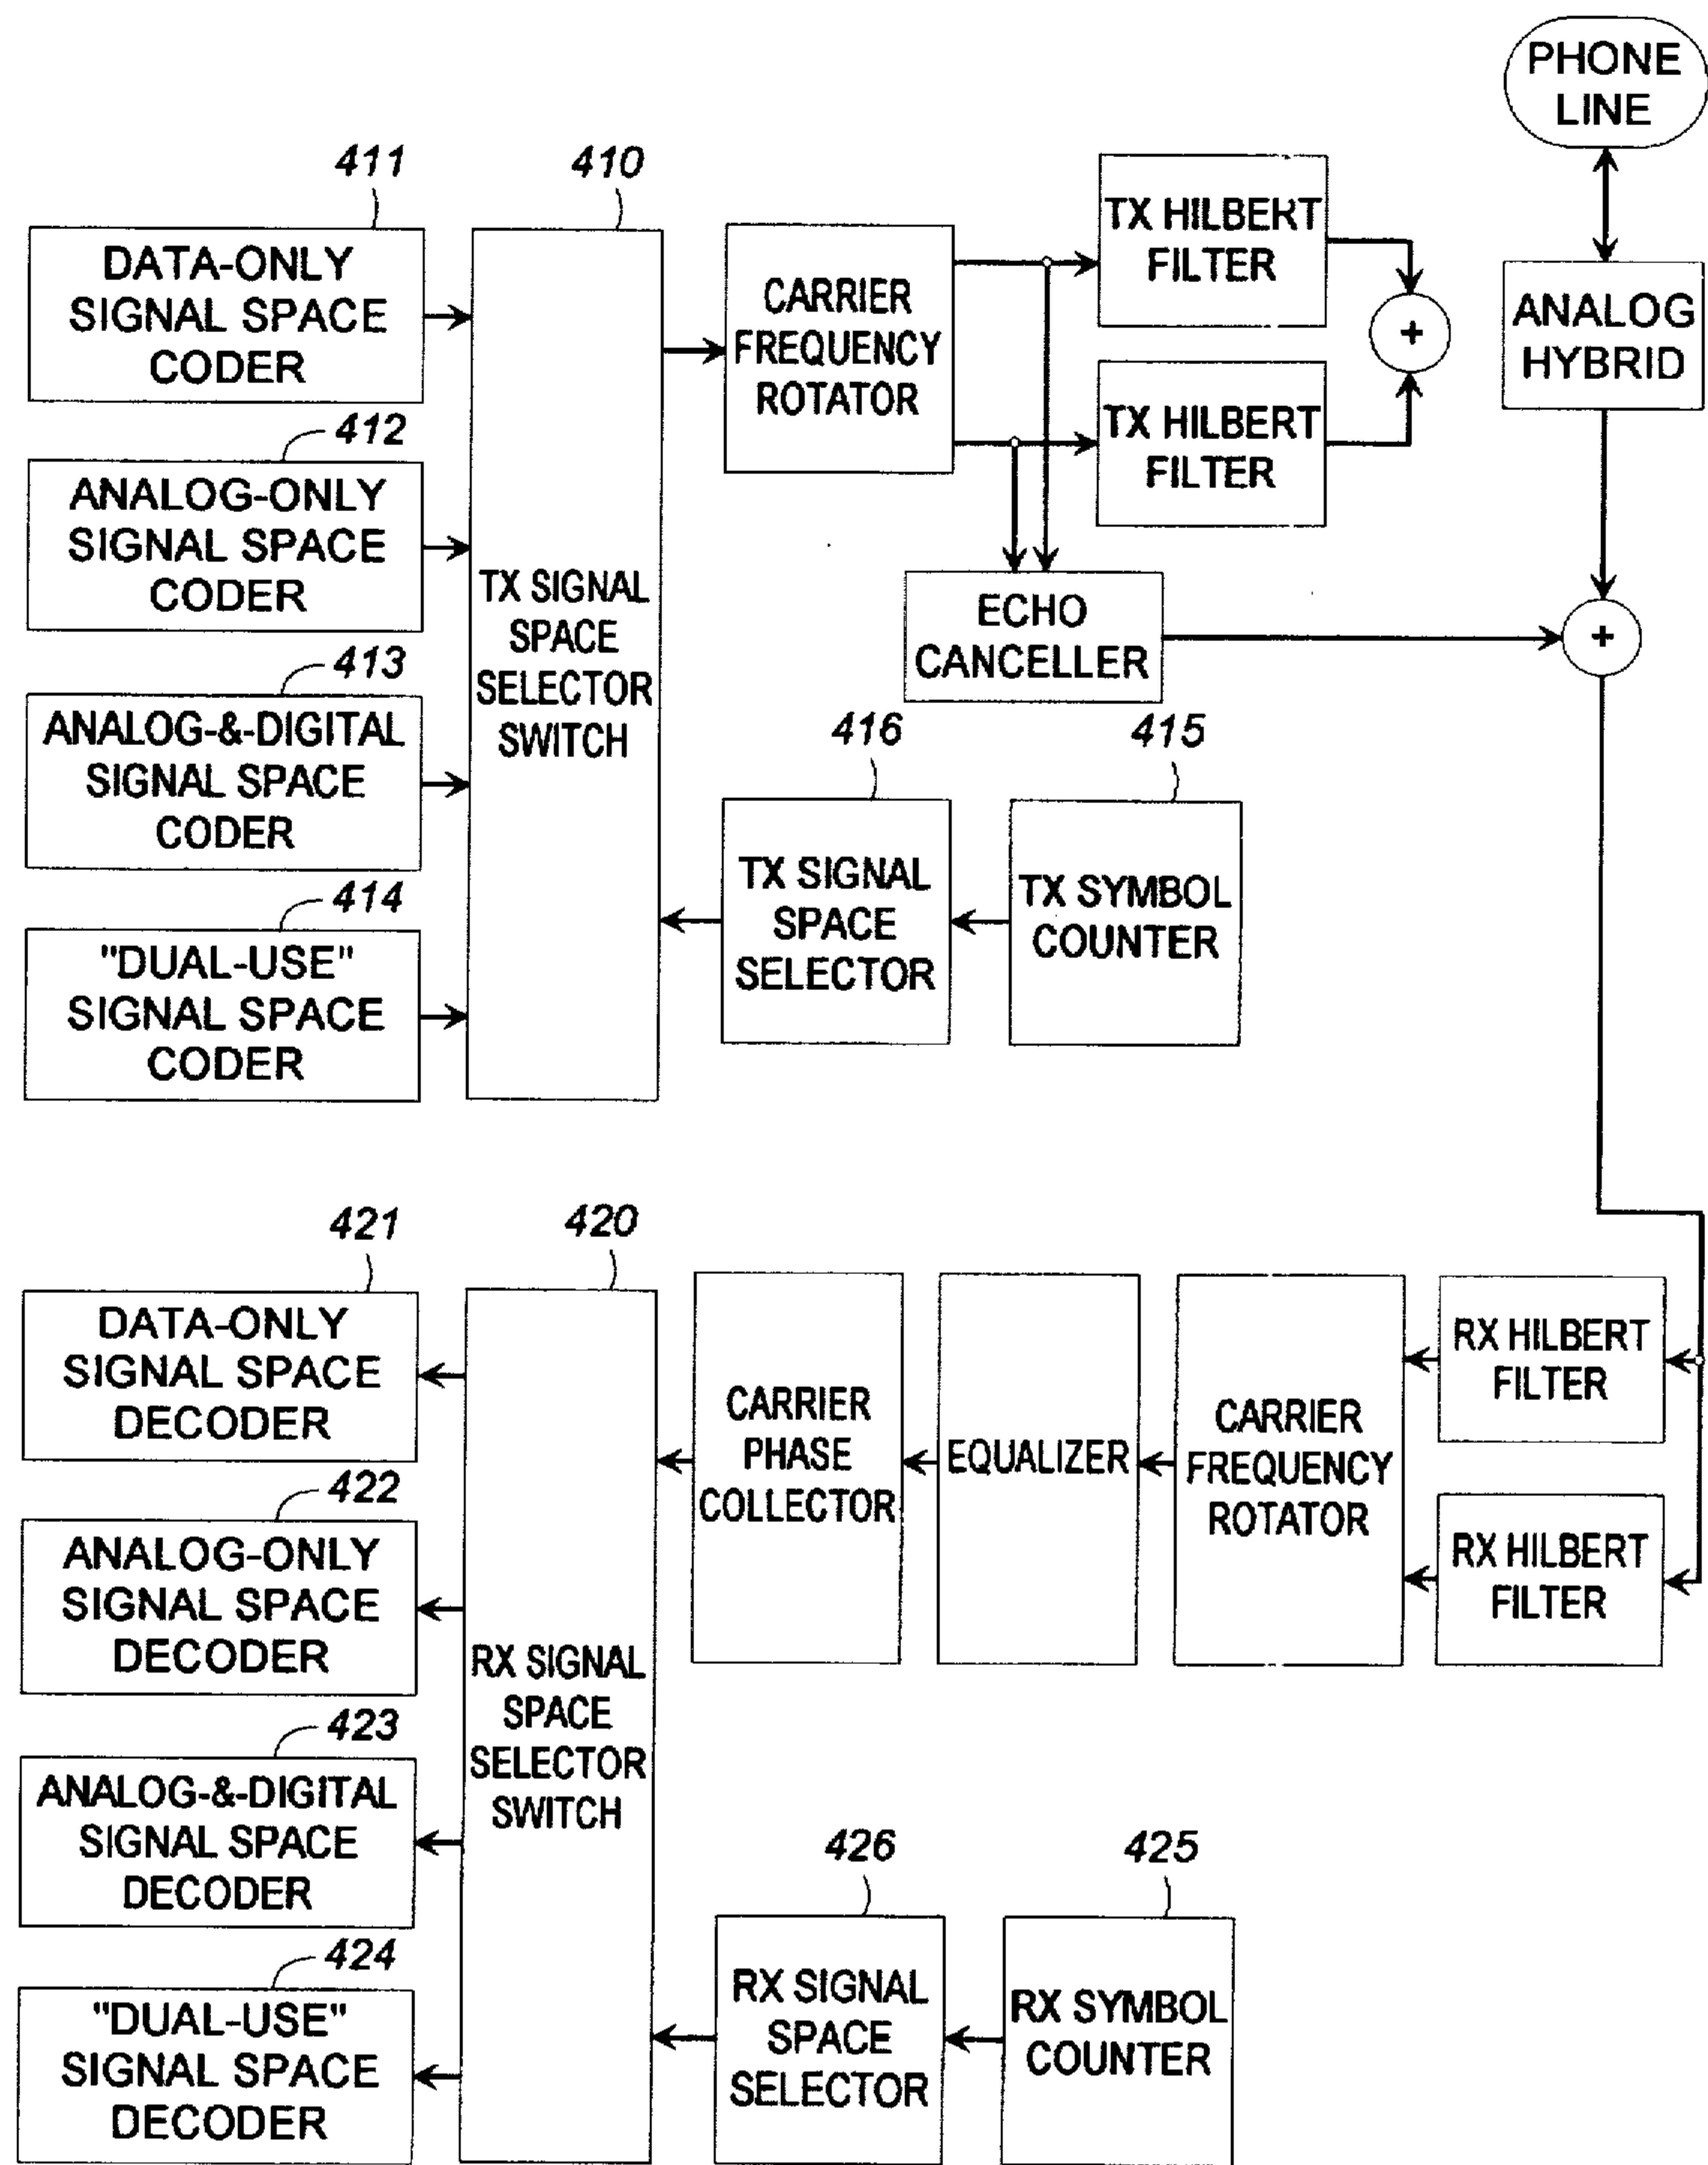 PHONE
LINE
411
410
DATA-ONLY
SIGNAL SPACE
CODER
412
ANALOG-ONLY
SIGNAL SPACE
CODER
413
ANALOG-&-DIGITAL
SIGNAL SPACE
CODER
414
"DUAL-USE"
SIGNAL SPACE
CODER
TX SIGNAL
SPACE
SELECTOR
SWITCH
CARRIER
FREQUENCY
ROTATOR
TX HILBERT
FILTER
TX HILBERT
FILTER
+
ANALOG
HYBRID
ECHO
CANCELLER
+
416
415
TX SIGNAL
SPACE
SELECTOR
TX SYMBOL
COUNTER
421
420
DATA-ONLY
SIGNAL SPACE
DECODER
422
ANALOG-ONLY
SIGNAL SPACE
DECODER
423
ANALOG-&-DIGITAL
SIGNAL SPACE
DECODER
424
"DUAL-USE"
SIGNAL SPACE
DECODER
RX SIGNAL
SPACE
SELECTOR
SWITCH
CARRIER
PHASE
COLLECTOR
EQUALIZER
CARRIER
FREQUENCY
ROTATOR
RX HILBERT
FILTER
RX HILBERT
FILTER
426
425
RX SIGNAL
SPACE
SELECTOR
RX SYMBOL
COUNTER